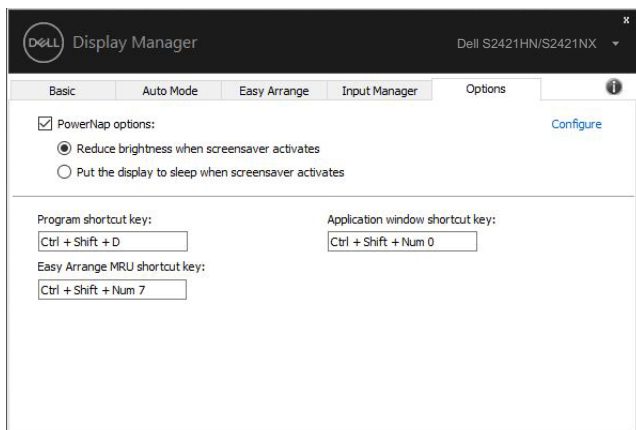 x
DELL Display Manager
Dell S2421HN/S2421NX
Basic Auto Mode Easy Arrange Input Manager Options
PowerNap options:
Configure
Reduce brightness when screensaver activates
Put the display to sleep when screensaver activates
Program shortcut key:
Application window shortcut key:
Ctrl + Shift + D
Ctrl + Shift + Num 0
Easy Arrange MRU shortcut key:
Ctrl + Shift + Num 7